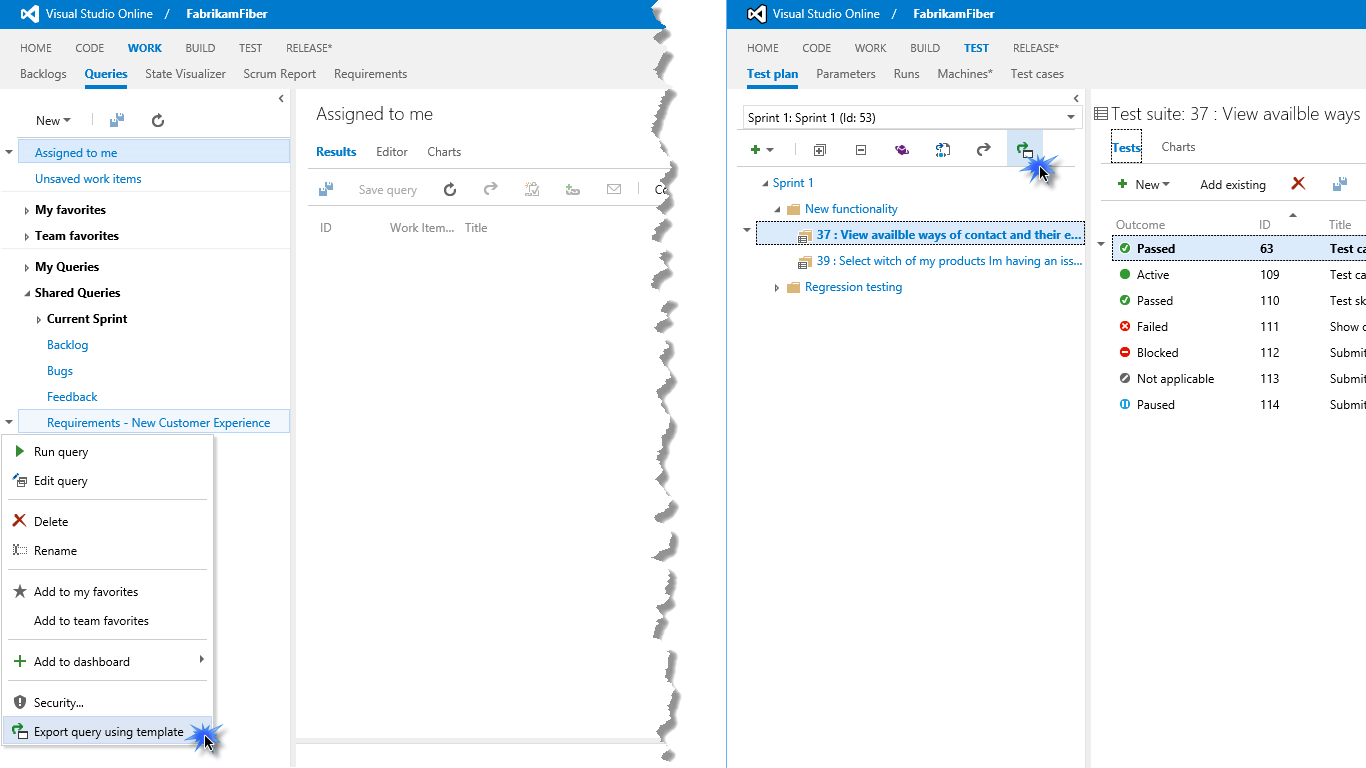 Visual Studio Online / FabrikamFiber
HOME CODE WORK BUILD TEST RELEASE*
Backlogs Queries State Visualizer Scrum Report Requirements
New
Assigned to me
Unsaved work items
My favorites
Team favorites
My Queries
Shared Queries
Current Sprint
Backlog
Bugs
Feedback
Requirements - New Customer Experience
Run query
Edit query
Delete
Rename
Add to my favorites
Add to team favorites
Add to dashboard
Security...
Export query using template
Assigned to me
Results Editor Charts
Save query
ID Work Item... Title
Visual Studio Online / FabrikamFiber
HOME CODE WORK BUILD TEST RELEASE*
Test plan Parameters Runs Machines* Test cases
Sprint 1: Sprint 1 (Id: 53)
Sprint 1
New functionality
37 : View availble ways of contact and their e...
39 : Select witch of my products Im having an iss...
Regression testing
Test suite: 37 : View availble ways
Tests Charts
New Add existing
Outcome ID Title
Passed 63 Test ca
Active 109 Test ca
Passed 110 Test sk
Failed 111 Show
Blocked 112 Submi
Not applicable 113 Submi
Paused 114 Submi